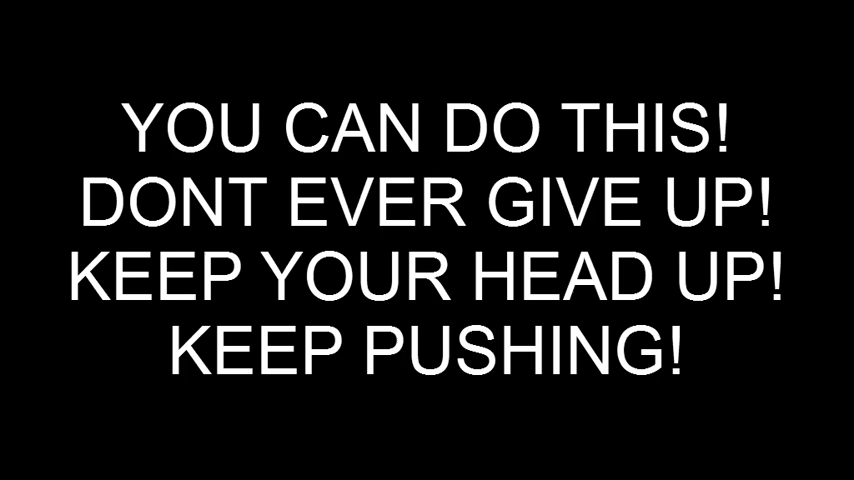 YOU CAN DO THIS!
DONT EVER GIVE UP!
KEEP YOUR HEAD UP!
KEEP PUSHING!